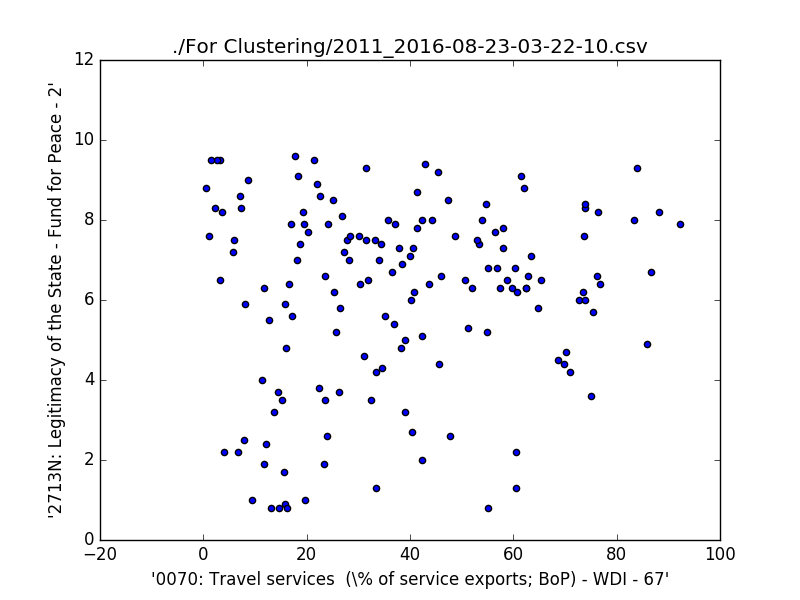 ./For Clustering/2011_2016-08-23-03-22-10.csv
'2713N: Legitimacy of the State - Fund for Peace - 2'
12
10
8
6
4
2
0
−20 0 20 40 60 80 100
'0070: Travel services  (\% of service exports; BoP) - WDI - 67'